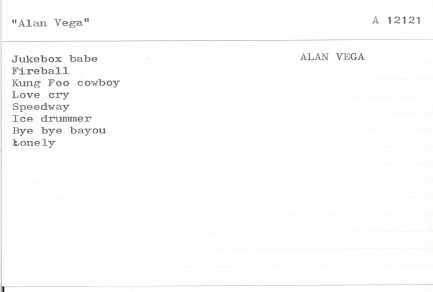 "Alan Vega" A 12121
Jukebox babe ALAN VEGA
Fireball
Kung Foo cowboy
Love cry
Speedway
Ice drummer
Bye bye bayou
Lonely